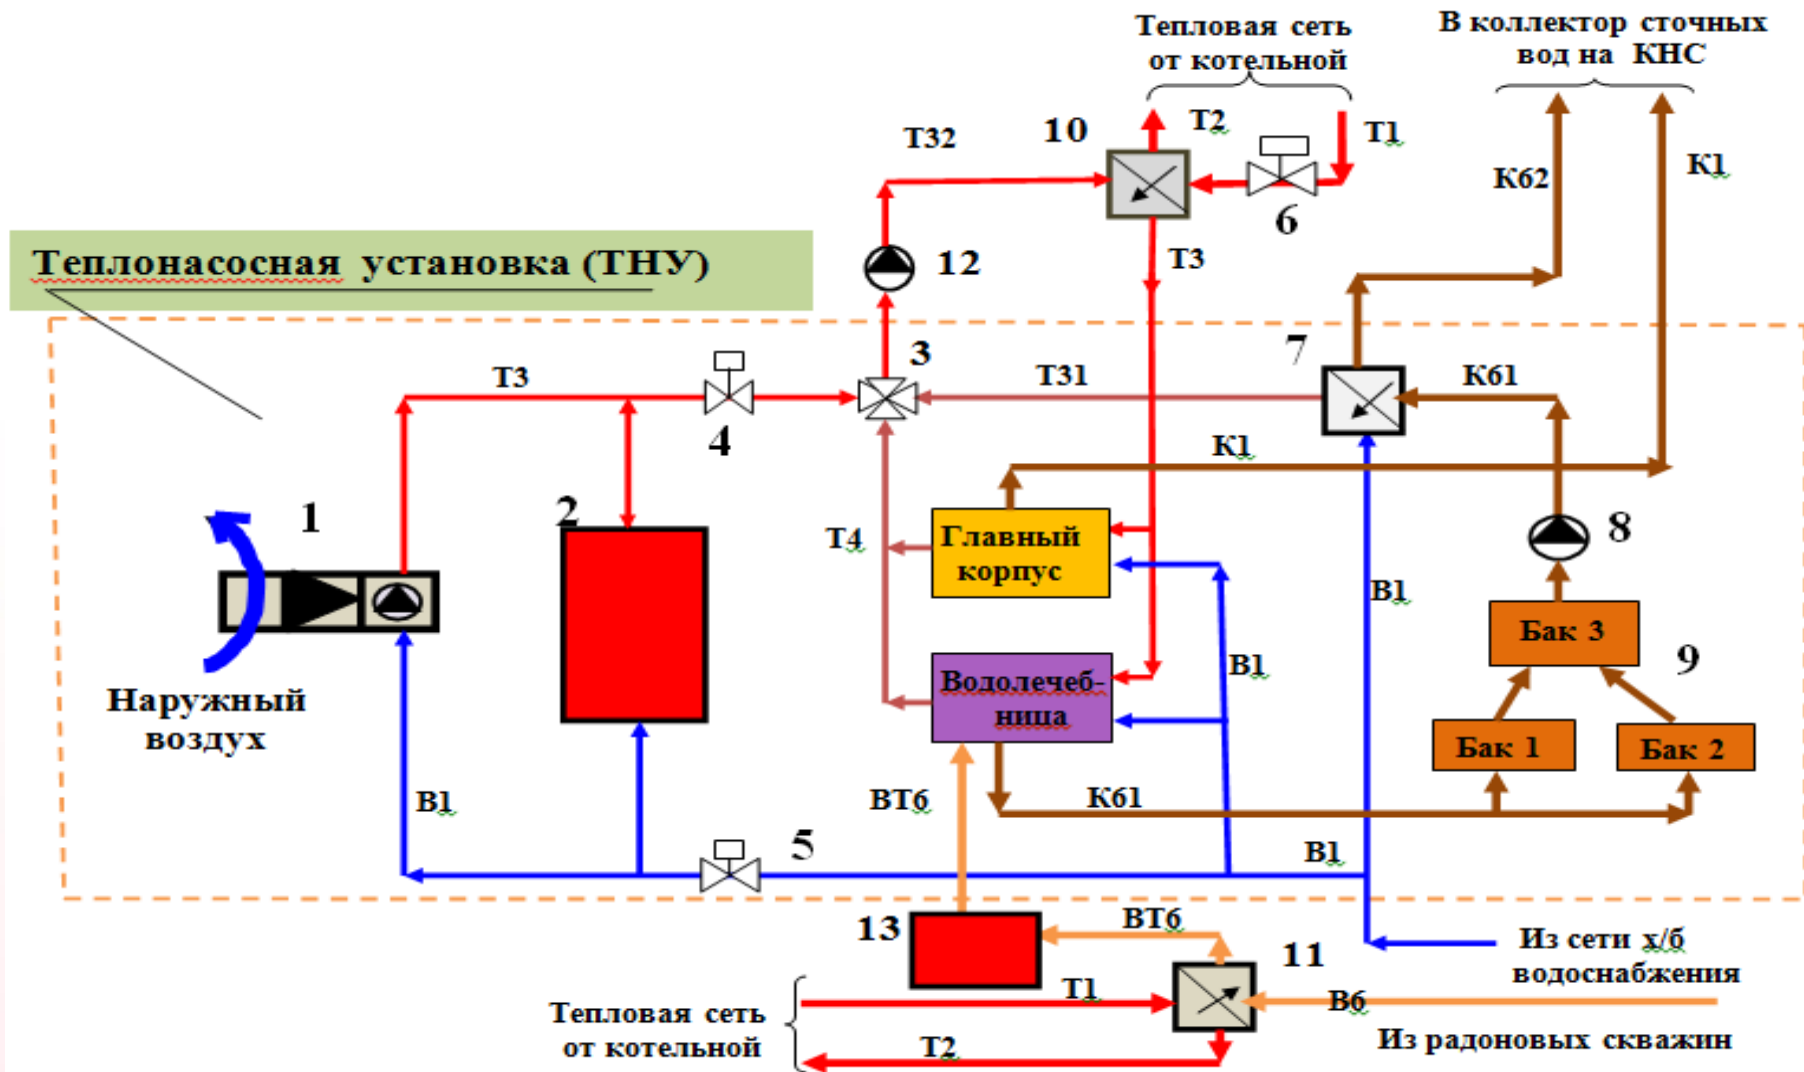 Тепловая сеть
от котельной
В коллектор сточных
вод на КНС
Т32
10
Т2
Т1
К62
К1
6
Теплонасосная установка (ТНУ)
12
Т3
3
7
Т3
Т31
К61
4
К1
1
2
Т4
Главный
корпус
8
В1
Бак 3
9
Наружный
воздух
Водолечеб-
ница
В1
Бак 1
Бак 2
В1
ВТ6
К61
5
В1
13
ВТ6
11
Из сети х/б
водоснабжения
Т1
В6
Тепловая сеть
от котельной
Т2
Из радоновых скважин